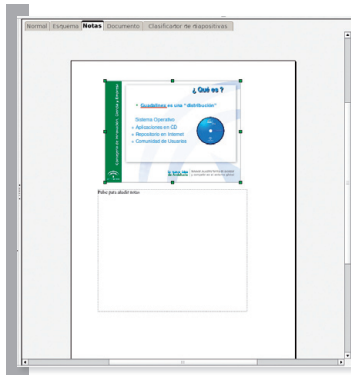 Normal Esquema Notas Documento Clasificador de diapositivas
¿ Qué es ?
Guadalinex es una "distribución"
Sistema Operativo
+ Aplicaciones en CD
+ Repositorio en Internet
+ Comunidad de Usuarios
Pulse para añadir notas